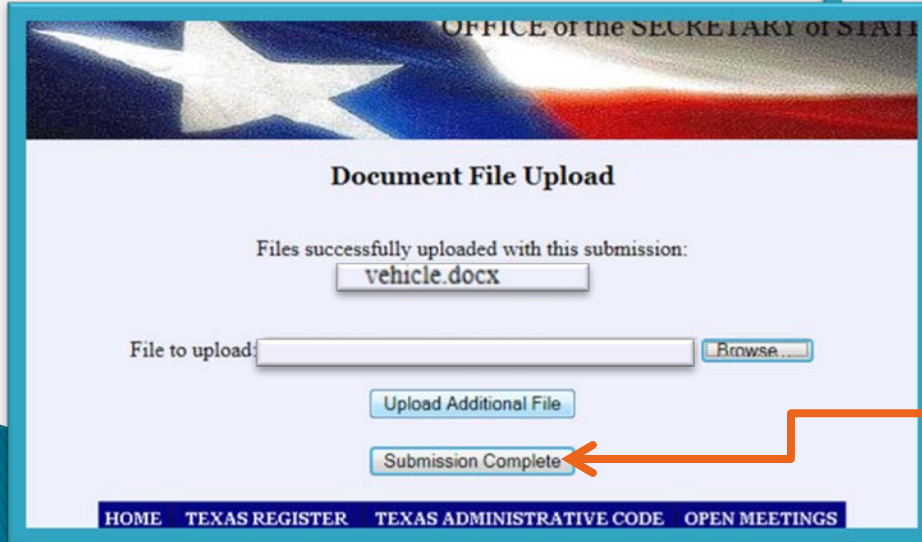 OFFICE of the SECRETARY of STATE
Document File Upload
Files successfully uploaded with this submission:
vehicle.docx
File to upload: Browse...
Upload Additional File
Submission Complete
HOME TEXAS REGISTER TEXAS ADMINISTRATIVE CODE OPEN MEETINGS